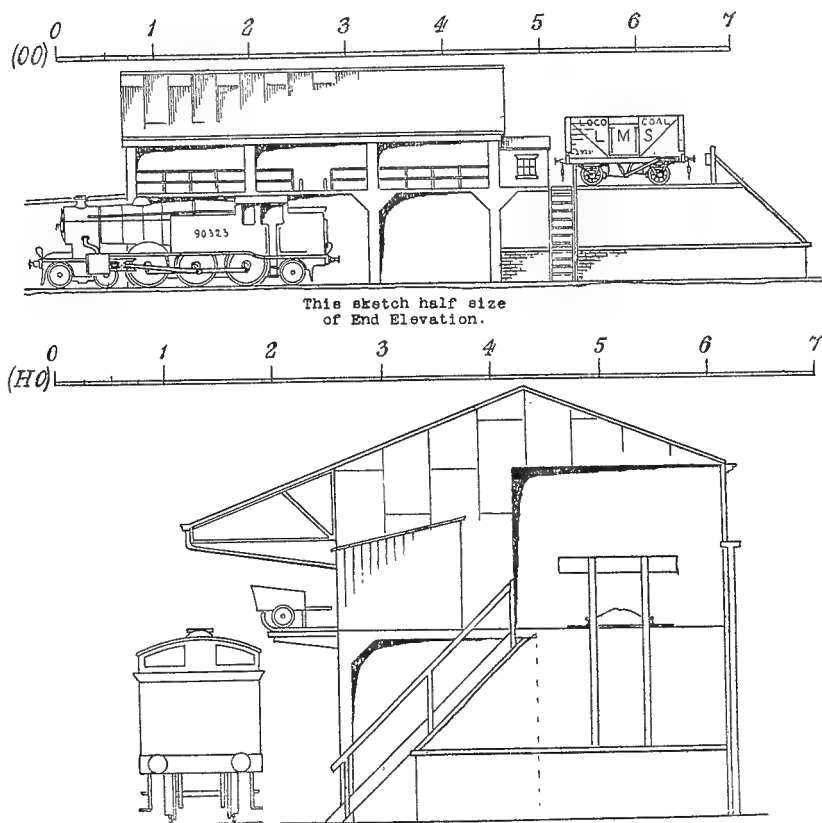 0 1 2 3 4 5 6 7
(OO)
LOCO COAL
L M S
90323
This sketch half size
of End Elevation.
0 1 2 3 4 5 6 7
(HO)